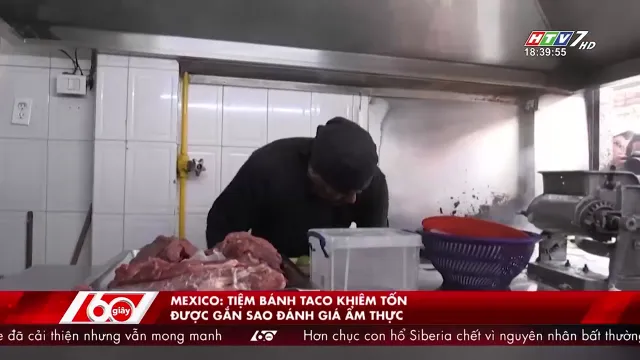 HTV7 HD
18:39:55
60 giây
MEXICO: TIỆM BÁNH TACO KHIÊM TỐN
ĐƯỢC GẮN SAO ĐÁNH GIÁ ẨM THỰC
e đã cải thiện nhưng vẫn mong manh Hơn chục con hổ Siberia chết vì nguyên nhân bất thường